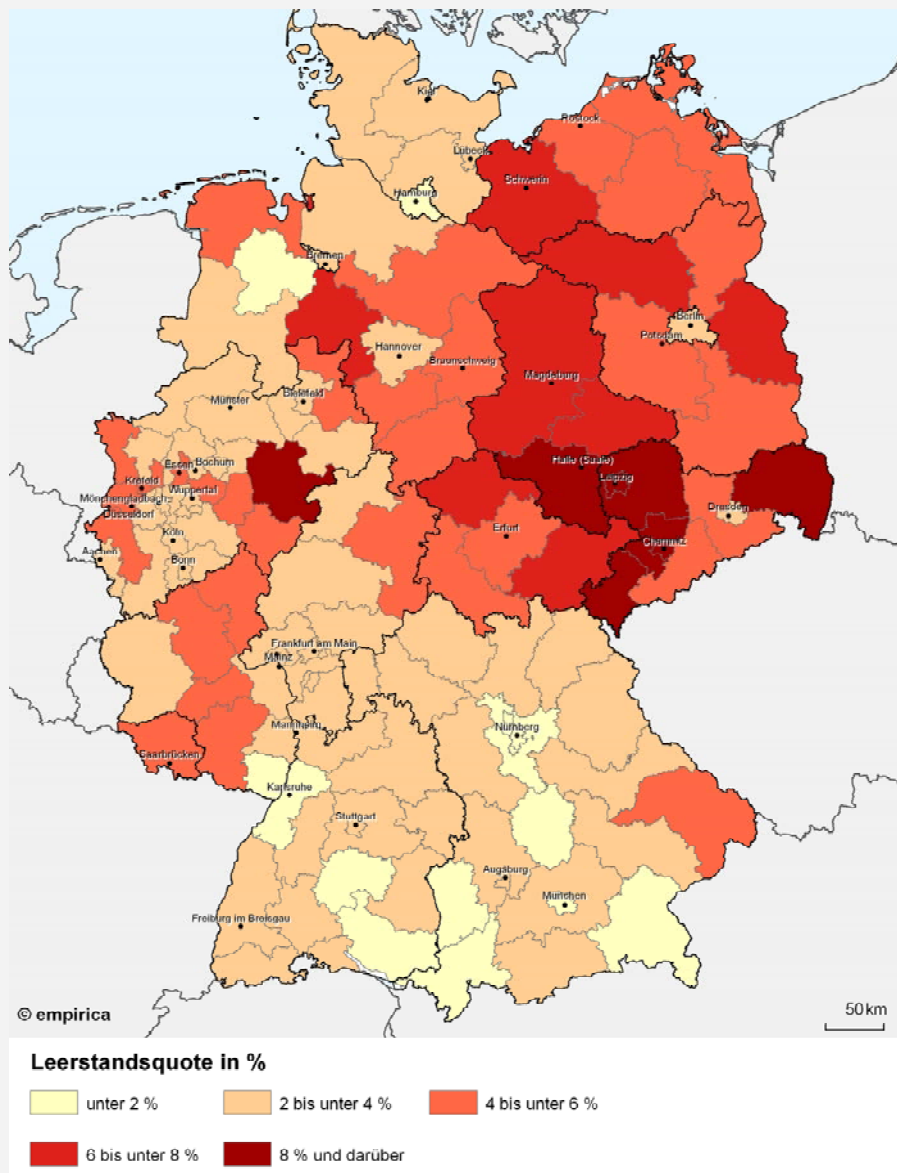 Kiel
Rostock
Lübeck
Schwerin
Hamburg
Bremen
Berlin
Potsdam
Hannover
Braunschweig
Magdeburg
Bielefeld
Münster
Halle (Saale)
Leipzig
Essen Bochum
Krefeld
Wuppertal
Mönchengladbach
Düsseldorf
Dresden
Erfurt
Köln
Chemnitz
Aachen
Bonn
Frankfurt am Main
Mainz
Mannheim
Nürnberg
Saarbrücken
Karlsruhe
Stuttgart
Augsburg
München
Freiburg im Breisgau
© empirica
50 km
Leerstandsquote in %
unter 2 %
2 bis unter 4 %
4 bis unter 6 %
6 bis unter 8 %
8 % und darüber